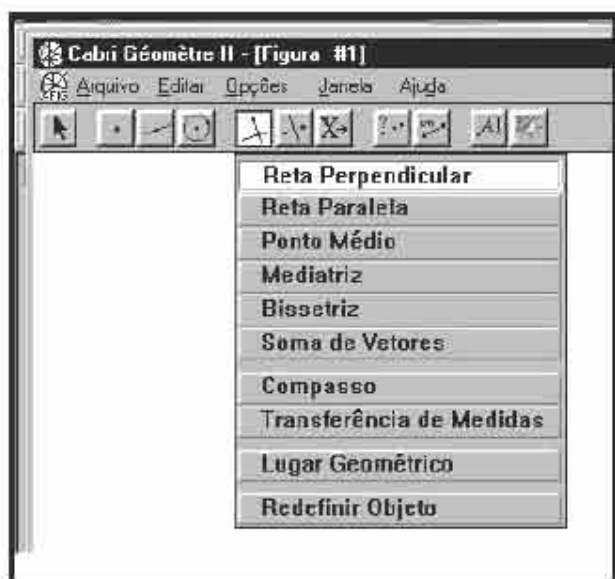 Cabri Géomètre II - [Figura #1]
Arquivo Editar Opções Janela Ajuda
Reta Perpendicular
Reta Paralela
Ponto Médio
Mediatriz
Bissetriz
Soma de Vetores
Compasso
Transferência de Medidas
Lugar Geométrico
Redefinir Objeto